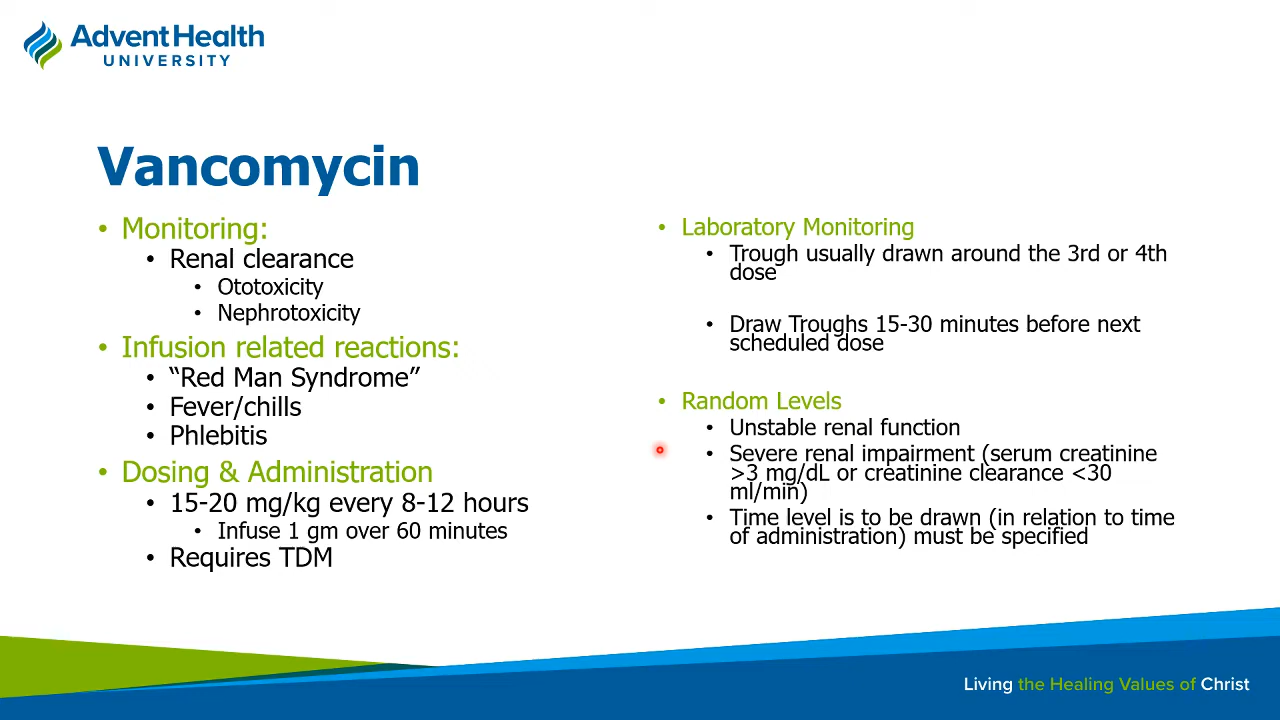 AdventHealth
UNIVERSITY
Vancomycin
• Monitoring:
• Renal clearance
• Ototoxicity
• Nephrotoxicity
• Infusion related reactions:
• “Red Man Syndrome”
• Fever/chills
• Phlebitis
• Dosing & Administration
• 15-20 mg/kg every 8-12 hours
• Infuse 1 gm over 60 minutes
• Requires TDM
• Laboratory Monitoring
• Trough usually drawn around the 3rd or 4th
dose
• Draw Troughs 15-30 minutes before next
scheduled dose
• Random Levels
• Unstable renal function
• Severe renal impairment (serum creatinine
>3 mg/dL or creatinine clearance <30
ml/min)
• Time level is to be drawn (in relation to time
of administration) must be specified
Living the Healing Values of Christ